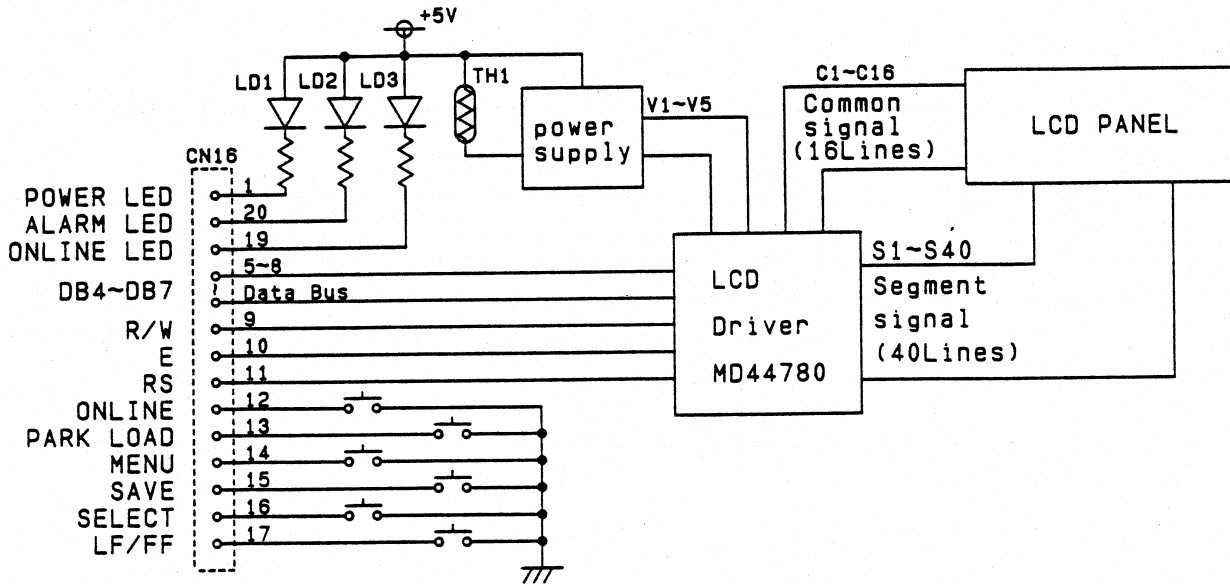 +5V
LD1 LD2 LD3 TH1
C1~C16
Common
signal
(16Lines)
LCD PANEL
V1~V5
power
supply
CN16
POWER LED 1
ALARM LED 20
ONLINE LED 19
5~8
DB4~DB7 ~ Data Bus
R/W 9
E 10
RS 11
ONLINE 12
PARK LOAD 13
MENU 14
SAVE 15
SELECT 16
LF/FF 17
LCD
Driver
MD44780
S1~S40
Segment
signal
(40Lines)